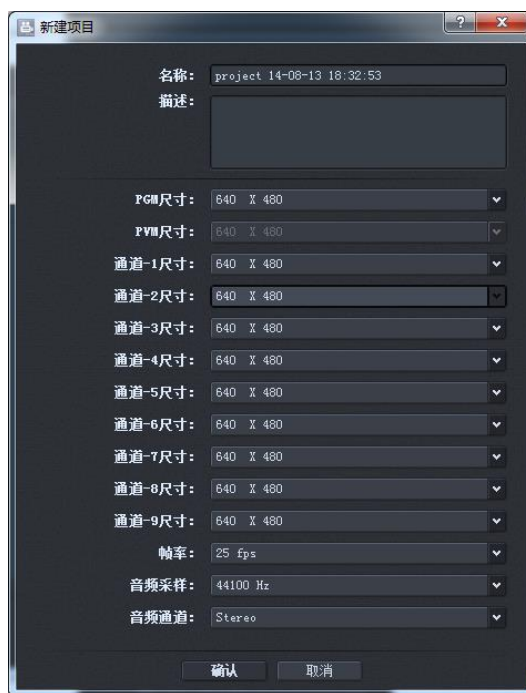 新建项目
名称： project 14-08-13 18:32:53
描述：
PGM尺寸： 640 X 480
PVM尺寸： 640 X 480
通道-1尺寸： 640 X 480
通道-2尺寸： 640 X 480
通道-3尺寸： 640 X 480
通道-4尺寸： 640 X 480
通道-5尺寸： 640 X 480
通道-6尺寸： 640 X 480
通道-7尺寸： 640 X 480
通道-8尺寸： 640 X 480
通道-9尺寸： 640 X 480
帧率： 25 fps
音频采样： 44100 Hz
音频通道： Stereo
确认 取消